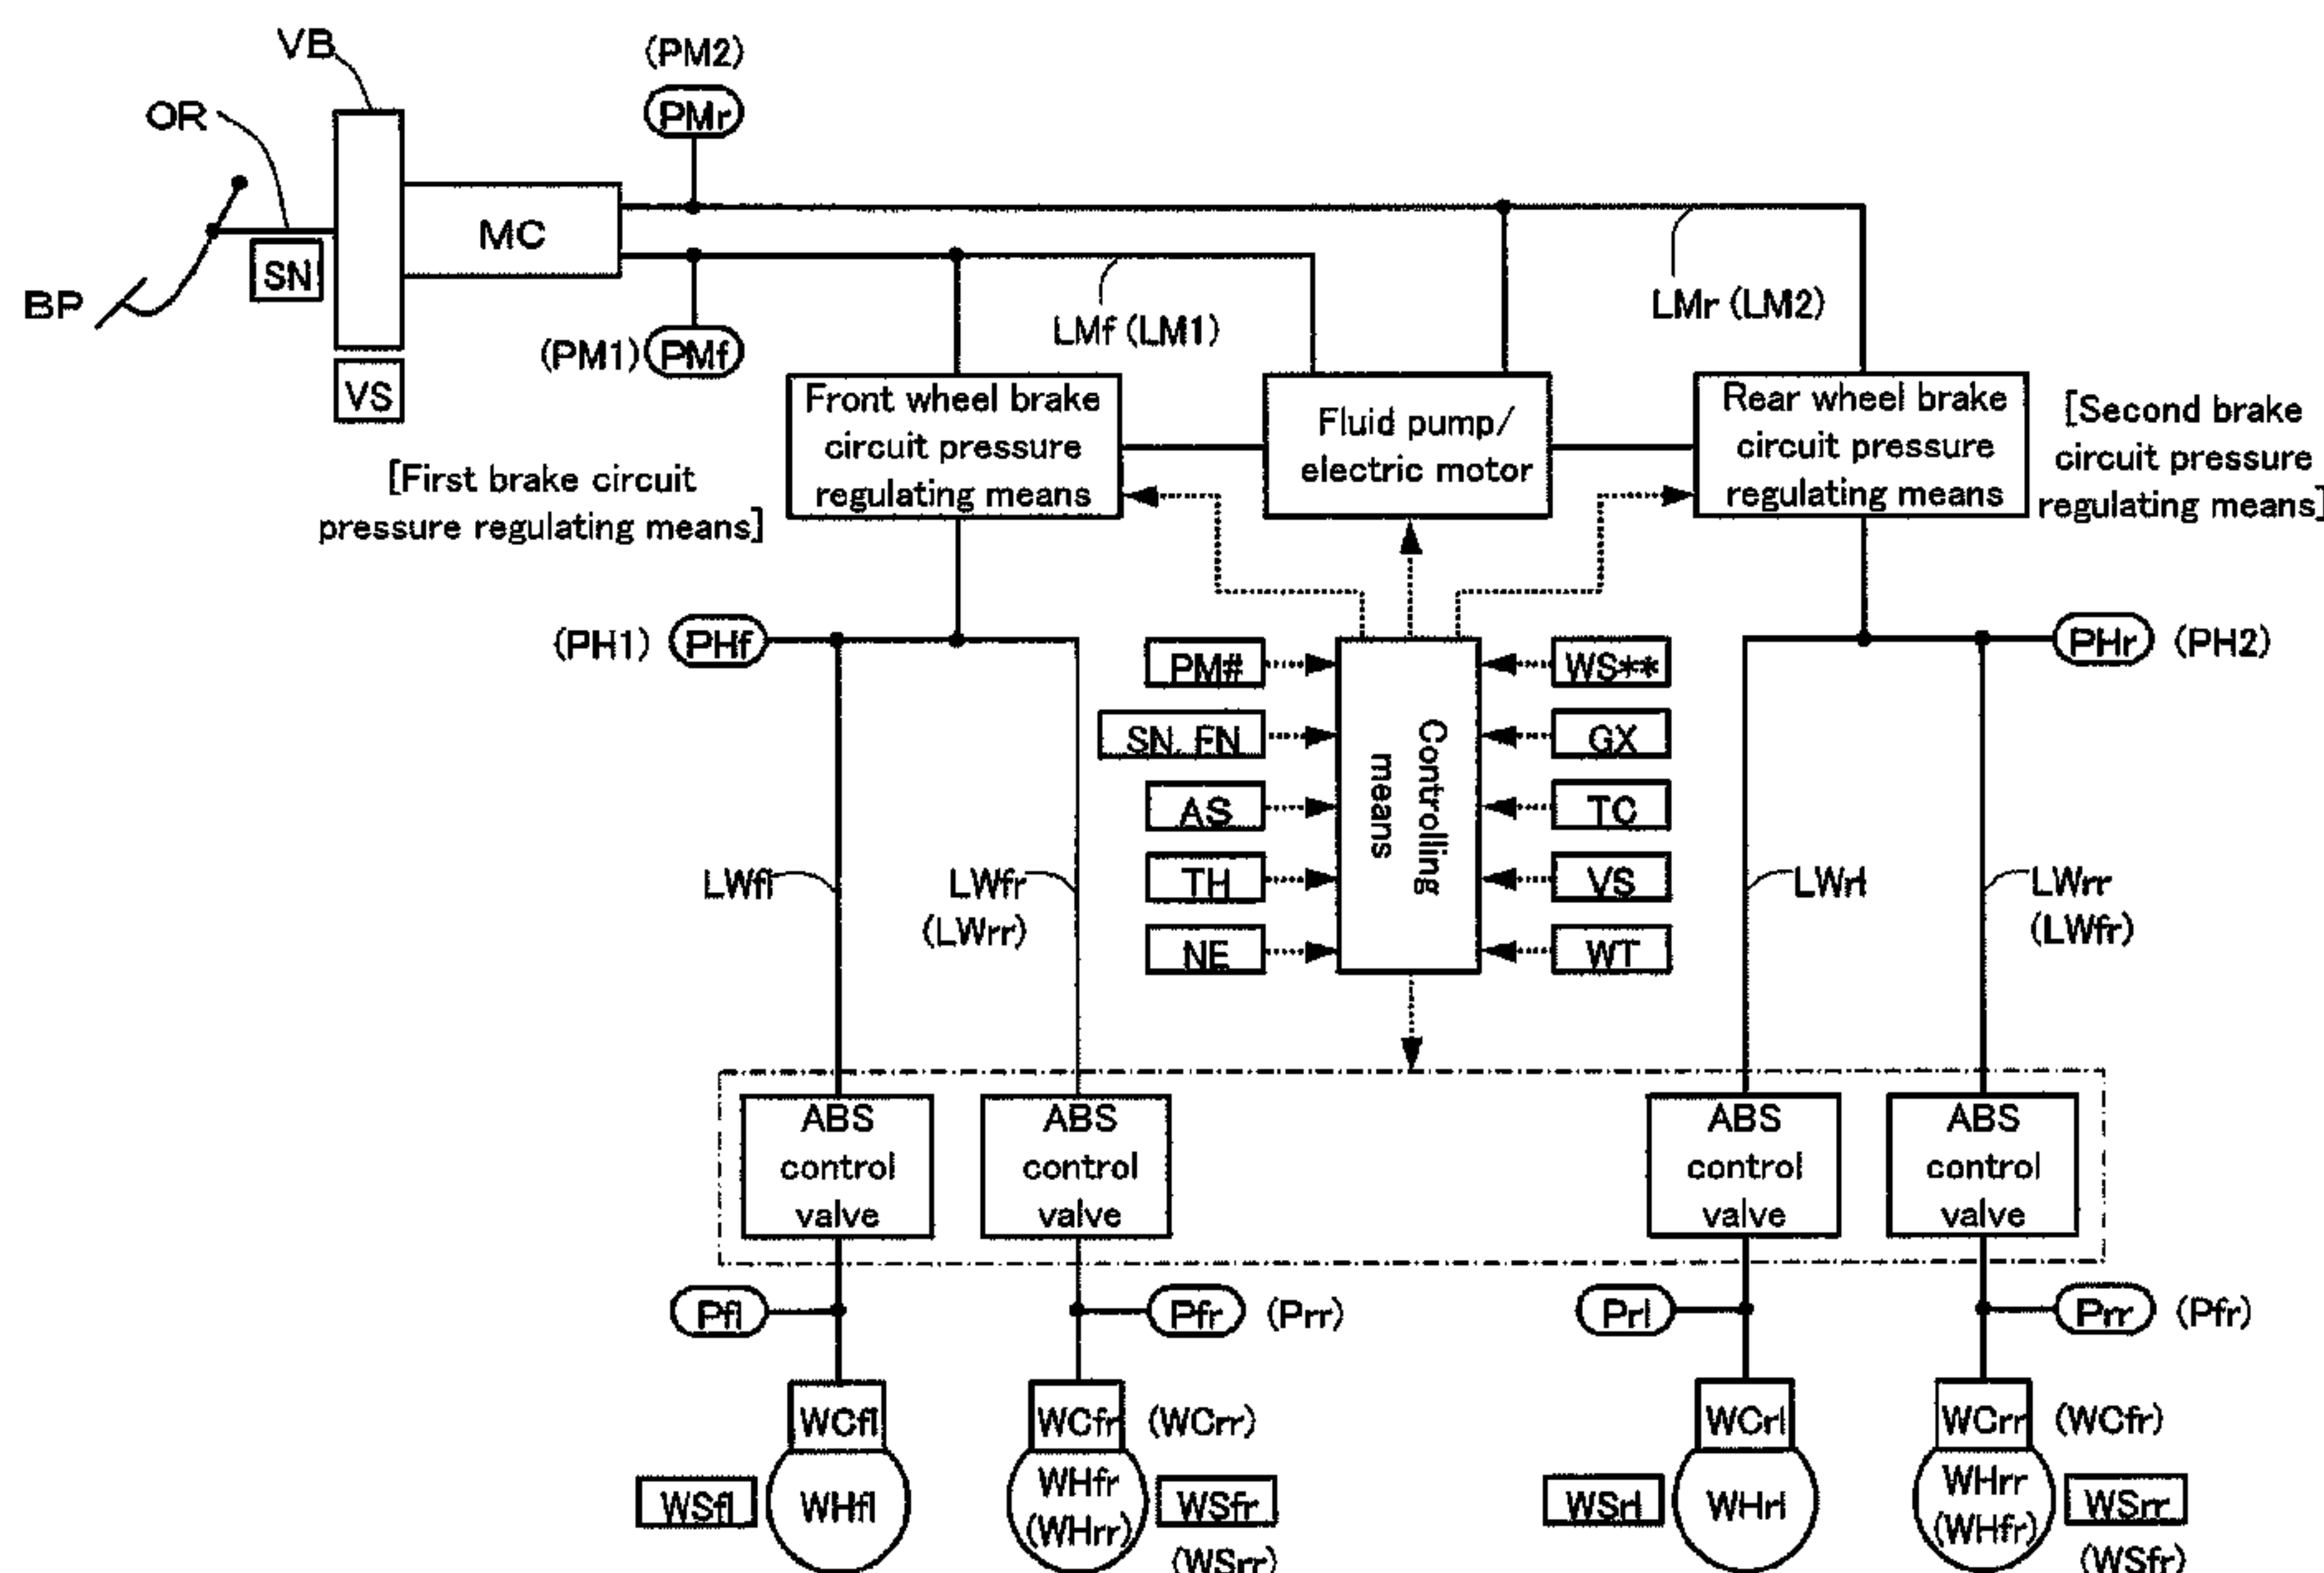 VB
(PM2)
OR
PMr
MC
SN
BP
LMr (LM2)
LMf (LM1)
(PM1) PMf
VS
Front wheel brake
circuit pressure
regulating means
Fluid pump/
electric motor
Rear wheel brake
circuit pressure
regulating means
[Second brake
circuit pressure
regulating means]
[First brake circuit
pressure regulating means]
(PH1) PHf
PHr (PH2)
PM#
SN, FN
AS
TH
NE
Controlling
means
WS**
GX
TC
VS
WT
LWfl
LWfr
(LWrr)
LWrl
LWrr
(LWfr)
ABS
control
valve
ABS
control
valve
ABS
control
valve
ABS
control
valve
Pfl
Pfr (Prr)
Prl
Prr (Pfr)
WCfl
WCfr (WCrr)
WCrl
WCrr (WCfr)
WSfl
WHfl
WHfr
(WHrr)
WSfr
(WSrr)
WSrl
WHrl
WHrr
(WHfr)
WSrr
(WSfr)